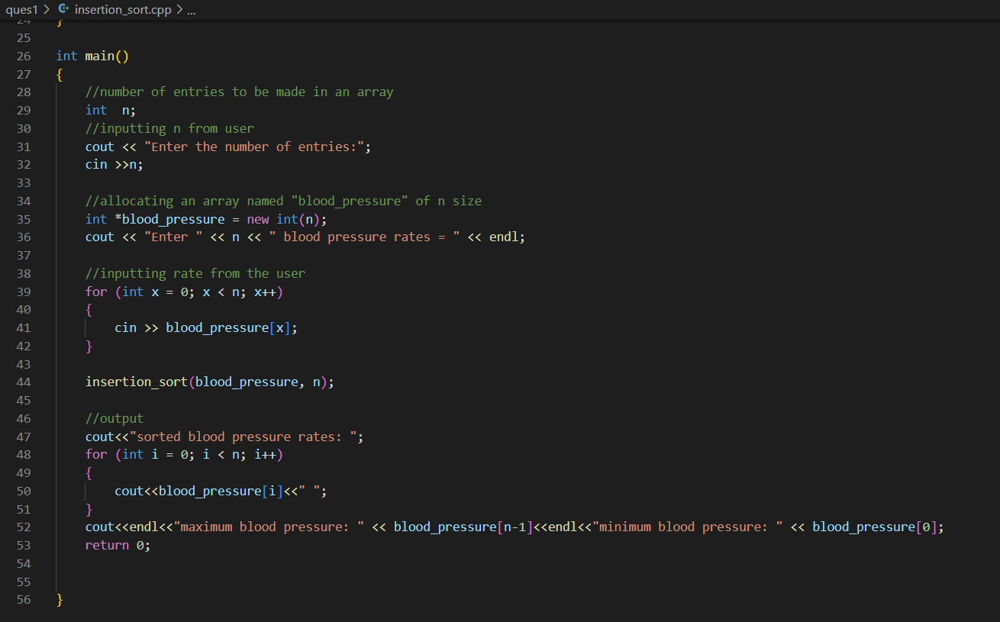 ques1 > insertion_sort.cpp > ...
24 }
25
26 int main()
27 {
28     //number of entries to be made in an array
29     int  n;
30     //inputting n from user
31     cout << "Enter the number of entries:";
32     cin >>n;
33
34     //allocating an array named "blood_pressure" of n size
35     int *blood_pressure = new int(n);
36     cout << "Enter " << n << " blood pressure rates = " << endl;
37
38     //inputting rate from the user
39     for (int x = 0; x < n; x++)
40     {
41         cin >> blood_pressure[x];
42     }
43
44     insertion_sort(blood_pressure, n);
45
46     //output
47     cout<<"sorted blood pressure rates: ";
48     for (int i = 0; i < n; i++)
49     {
50         cout<<blood_pressure[i]<<" ";
51     }
52     cout<<endl<<"maximum blood pressure: " << blood_pressure[n-1]<<endl<<"minimum blood pressure: " << blood_pressure[0];
53     return 0;
54
55
56 }